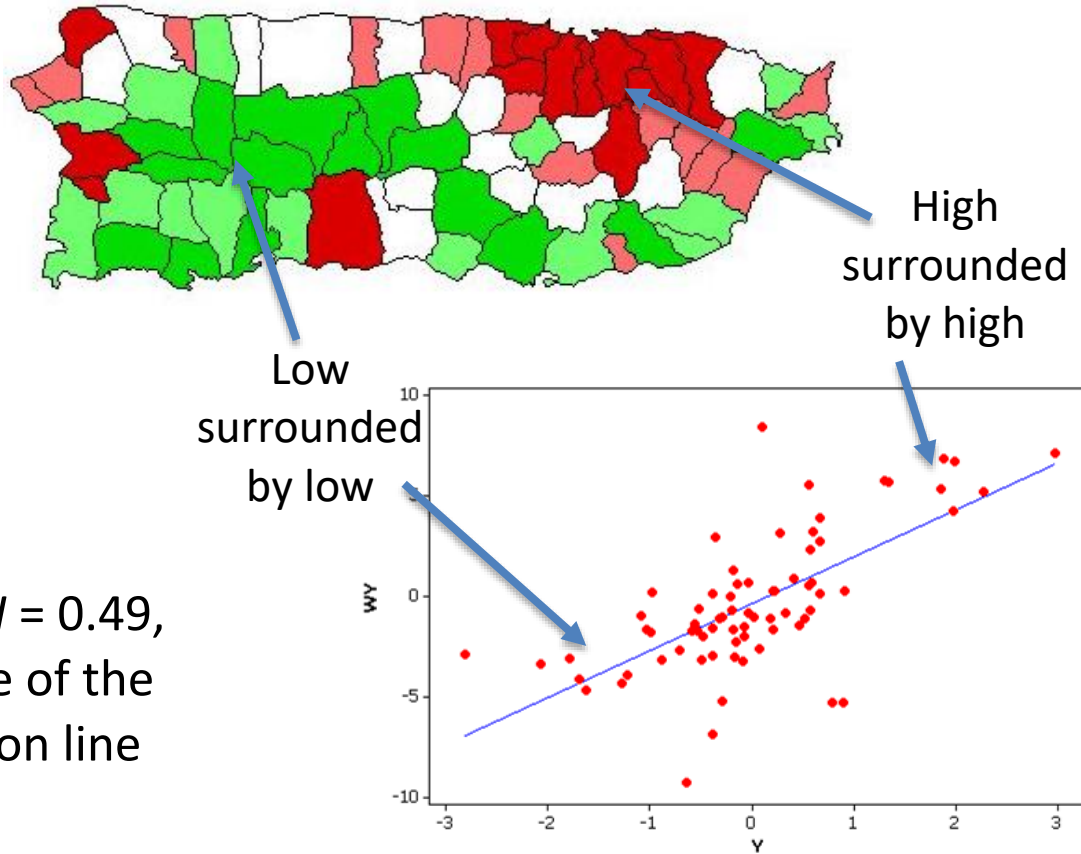 High
surrounded
by high
Low
surrounded
by low
= 0.49,
e of the
on line
10
0
-5
-10
WY
-3
-2
-1
0
1
2
3
Y